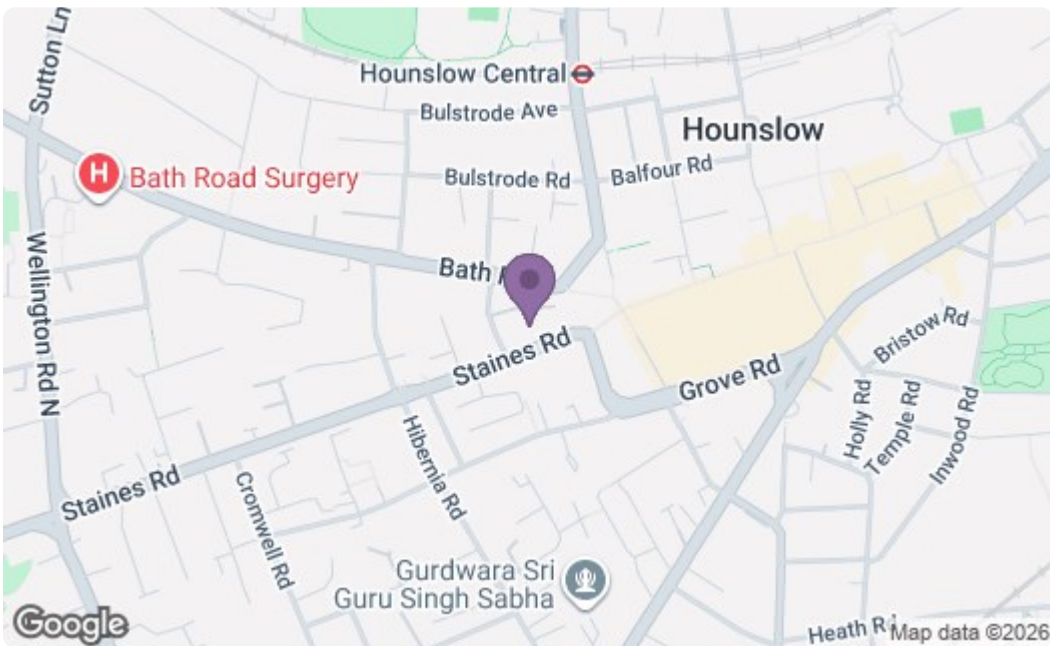 Sutton Ln
Hounslow Central
Bulstrode Ave
Hounslow
H
Bath Road Surgery
Bulstrode Rd
Balfour Rd
Wellington Rd N
Bath
Staines Rd
Bristow Rd
Grove Rd
Holly Rd
Temple Rd
Inwood Rd
Hibernia Rd
Staines Rd
Cromwell Rd
Gurdwara Sri
Guru Singh Sabha
Heath Rd
Google
Map data ©2026